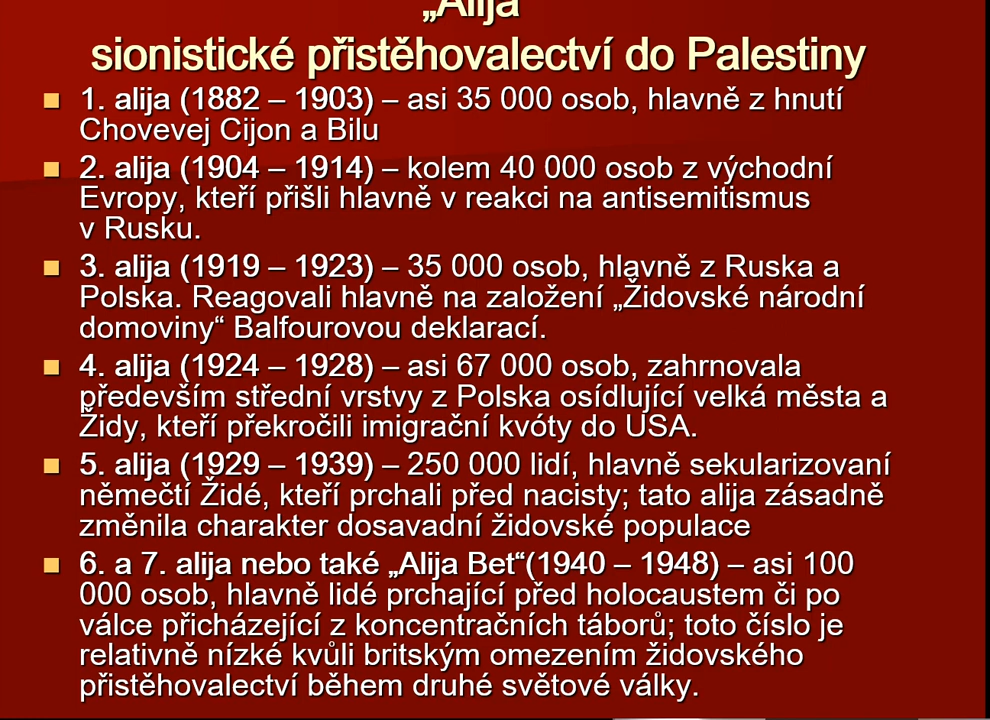 „Alija
sionistické přistěhovalectví do Palestiny
1. alija (1882 – 1903) – asi 35 000 osob, hlavně z hnutí
Chovevej Cijon a Bilu
2. alija (1904 – 1914) – kolem 40 000 osob z východní
Evropy, kteří přišli hlavně v reakci na antisemitismus
v Rusku.
3. alija (1919 – 1923) – 35 000 osob, hlavně z Ruska a
Polska. Reagovali hlavně na založení „Židovské národní
domoviny“ Balfourovou deklarací.
4. alija (1924 – 1928) – asi 67 000 osob, zahrnovala
především střední vrstvy z Polska osídlující velká města a
Židy, kteří překročili imigrační kvóty do USA.
5. alija (1929 – 1939) – 250 000 lidí, hlavně sekularizovaní
němečtí Židé, kteří prchali před nacisty; tato alija zásadně
změnila charakter dosavadní židovské populace
6. a 7. alija nebo také „Alija Bet“(1940 – 1948) – asi 100
000 osob, hlavně lidé prchající před holocaustem či po
válce přicházející z koncentračních táborů; toto číslo je
relativně nízké kvůli britským omezením židovského
přistěhovalectví během druhé světové války.